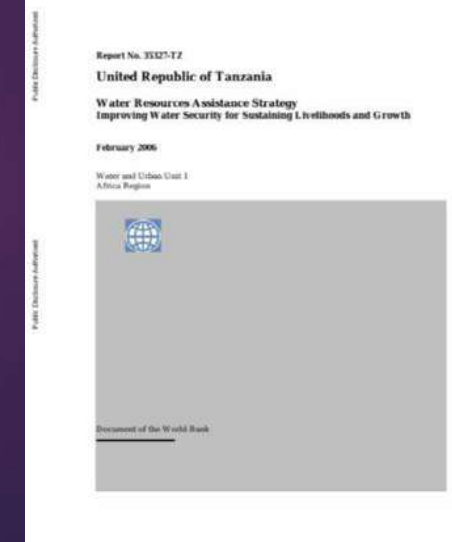 Public Disclosure Authorized
Public Disclosure Authorized
Report No. 35327-TZ
United Republic of Tanzania
Water Resources Assistance Strategy
Improving Water Security for Sustaining Livelihoods and Growth
February 2006
Water and Urban Unit 1
Africa Region
Document of the World Bank